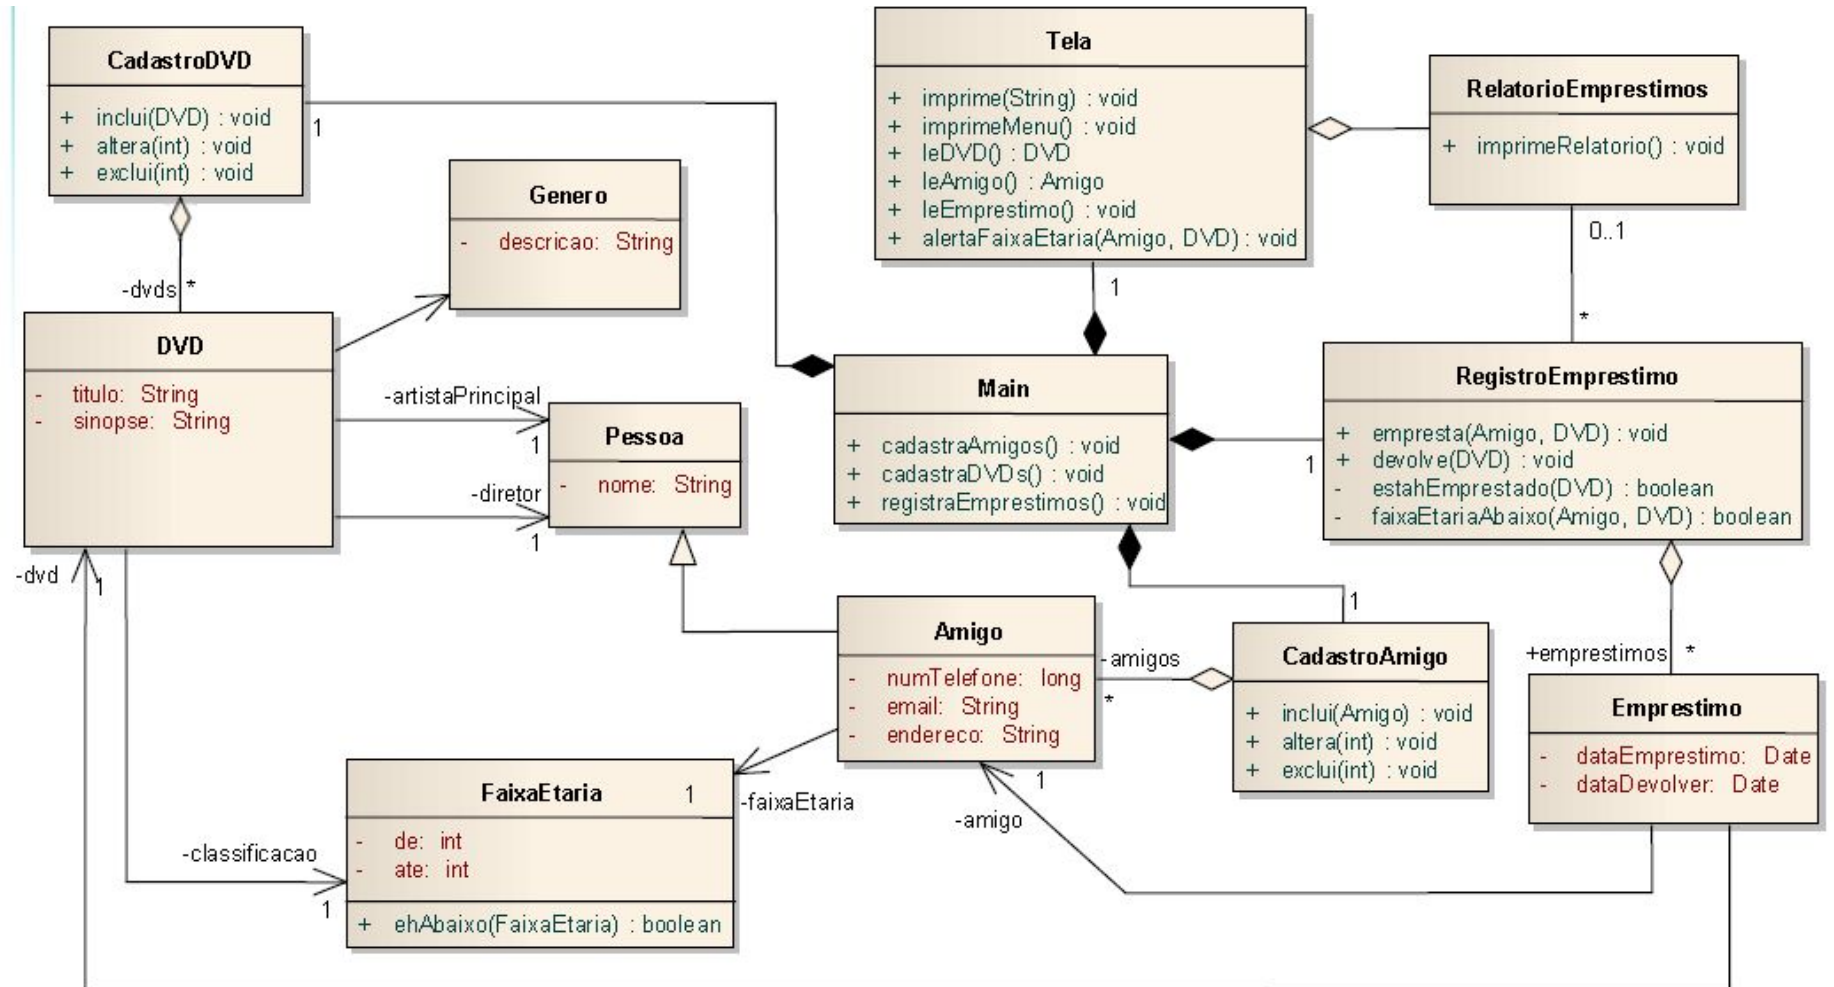 CadastroDVD
+ inclui(DVD) : void
+ altera(int) : void
+ exclui(int) : void
1
Tela
+ imprime(String) : void
+ imprimeMenu() : void
+ leDVD() : DVD
+ leAmigo() : Amigo
+ leEmprestimo() : void
+ alertaFaixaEtaria(Amigo, DVD) : void
1
RelatorioEmprestimos
+ imprimeRelatorio() : void
0..1
*
Genero
- descricao: String
-dvds *
DVD
- titulo: String
- sinopse: String
-artistaPrincipal
1
-diretor
1
Pessoa
- nome: String
Main
+ cadastraAmigos() : void
+ cadastraDVDs() : void
+ registraEmprestimos() : void
1
RegistroEmprestimo
+ empresta(Amigo, DVD) : void
+ devolve(DVD) : void
- estahEmprestado(DVD) : boolean
- faixaEtariaAbaixo(Amigo, DVD) : boolean
-dvd 1
Amigo
- numTelefone: long
- email: String
- endereco: String
-amigos
*
1
CadastroAmigo
+ inclui(Amigo) : void
+ altera(int) : void
+ exclui(int) : void
+emprestimos *
Emprestimo
- dataEmprestimo: Date
- dataDevolver: Date
1
-amigo
FaixaEtaria 1
- de: int
- ate: int
+ ehAbaixo(FaixaEtaria) : boolean
-faixaEtaria
-classificacao
1